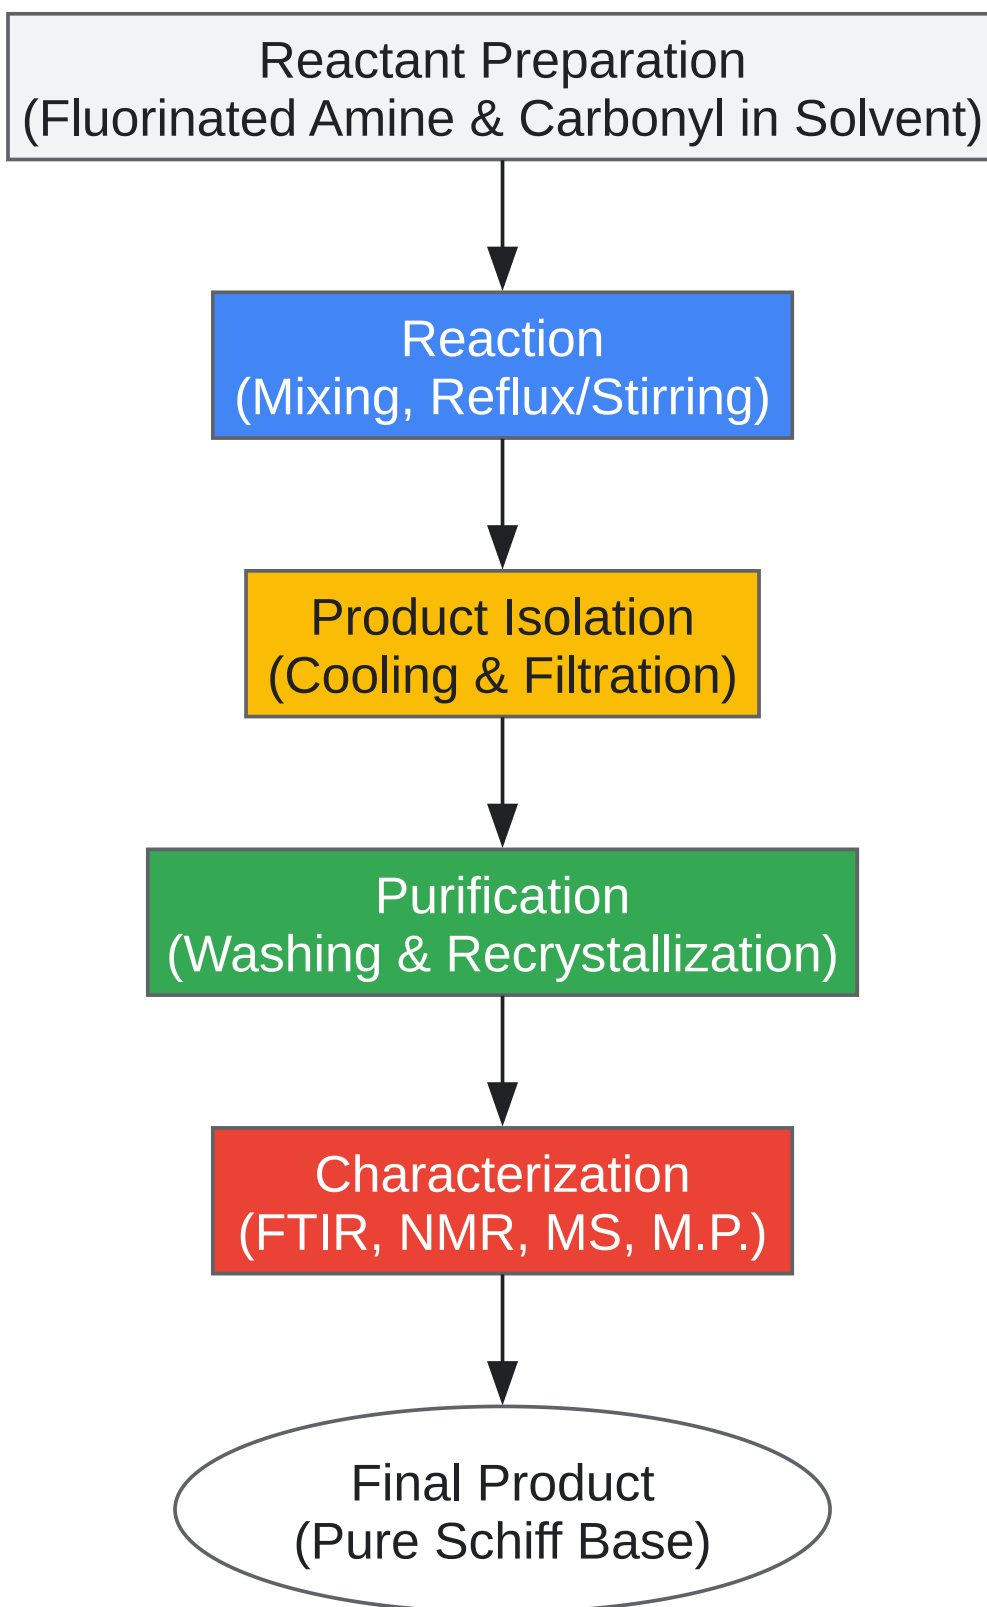 Reactant Preparation
(Fluorinated Amine & Carbonyl in Solvent)
Reaction
(Mixing, Reflux/Stirring)
Product Isolation
(Cooling & Filtration)
Purification
(Washing & Recrystallization)
Characterization
(FTIR, NMR, MS, M.P.)
Final Product
(Pure Schiff Base)